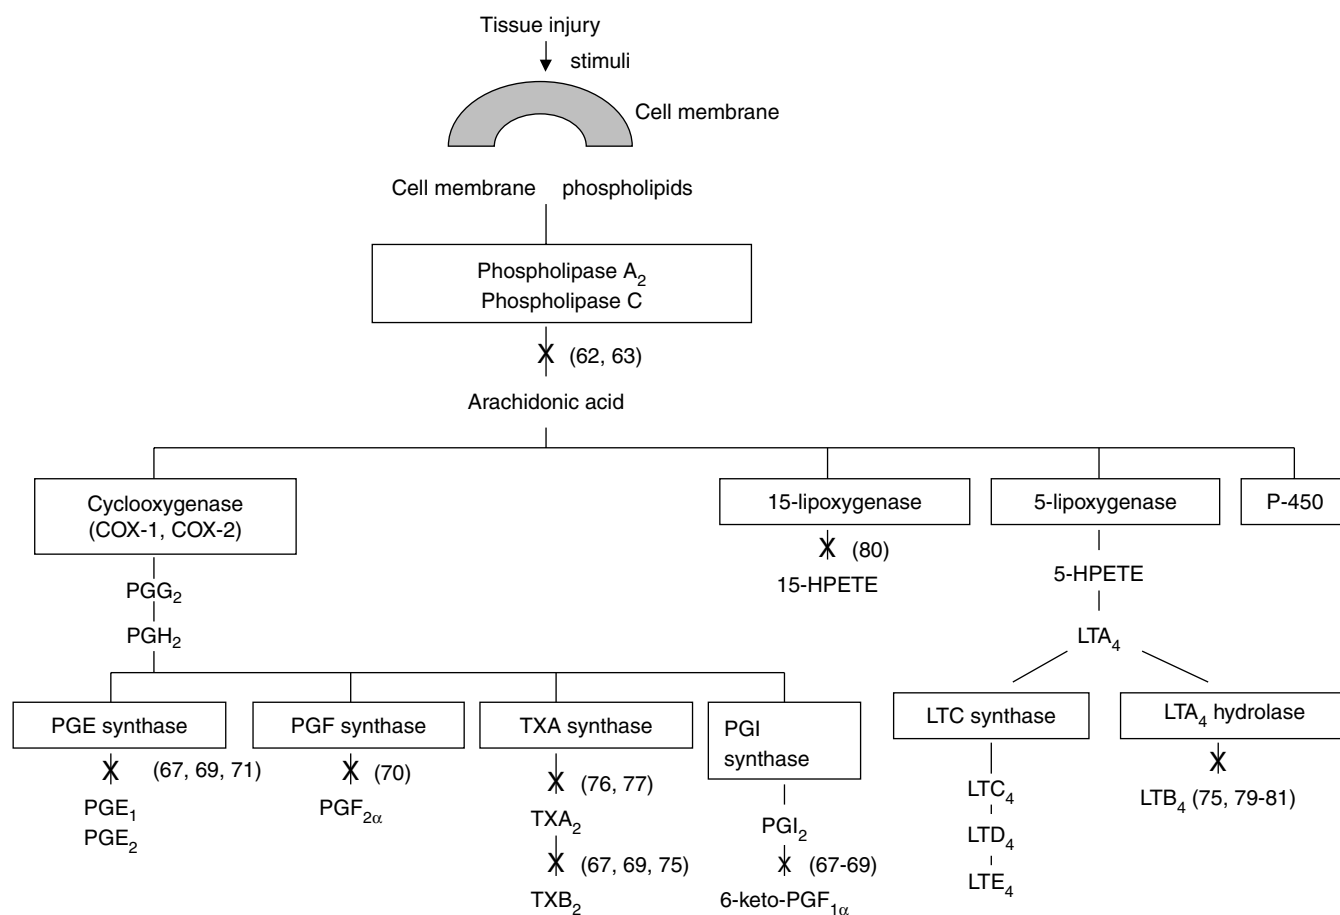 Tissue injury
stimuli
Cell membrane
Cell membrane phospholipids
Phospholipase A₂
Phospholipase C
X (62, 63)
Arachidonic acid
Cyclooxygenase
(COX-1, COX-2)
15-lipoxygenase
5-lipoxygenase
P-450
X (80)
15-HPETE
5-HPETE
PGG₂
PGH₂
LTA₄
PGE synthase
PGF synthase
TXA synthase
PGI
synthase
LTC synthase
LTA₄ hydrolase
X (67, 69, 71)
PGE₁
PGE₂
X (70)
PGF₂α
X (76, 77)
TXA₂
X (67, 69, 75)
TXB₂
PGI₂
X (67-69)
6-keto-PGF₁α
LTC₄
LTD₄
LTE₄
X
LTB₄ (75, 79-81)